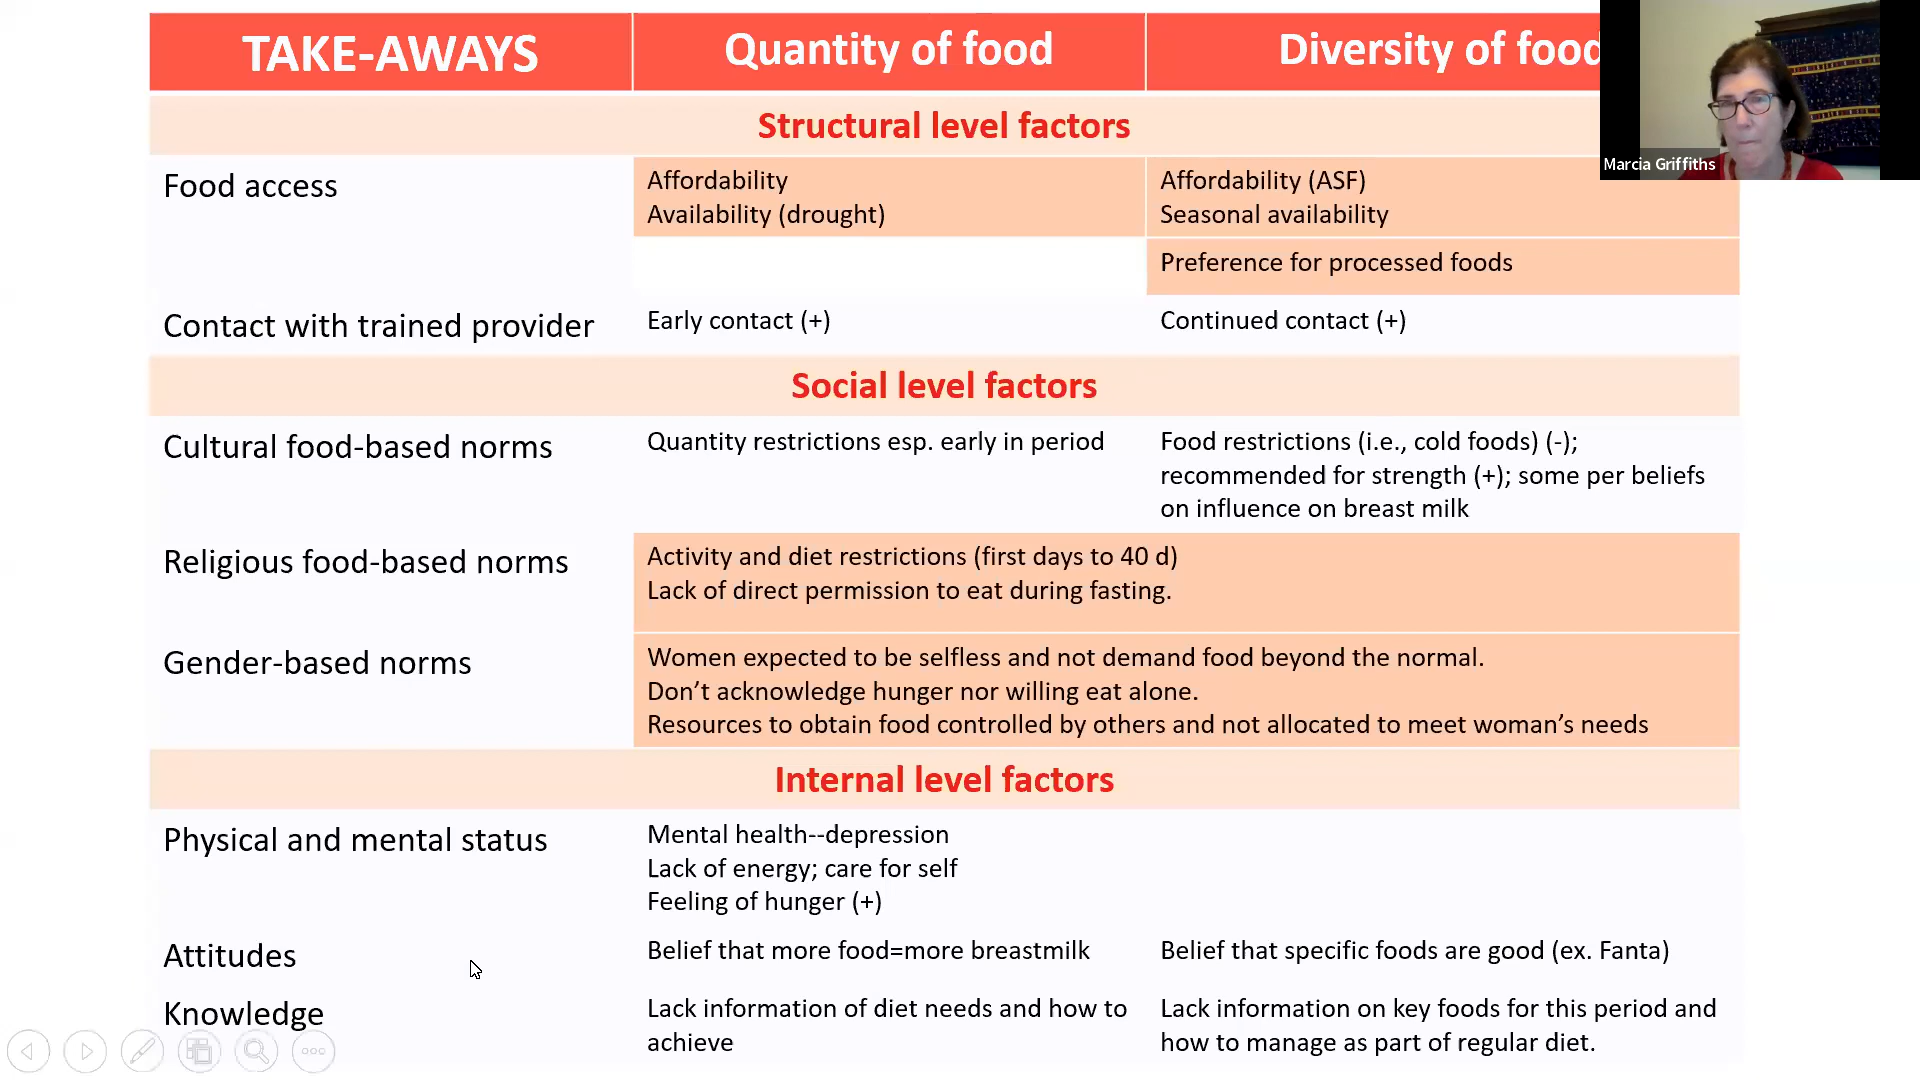 TAKE-AWAYS
Quantity of food
Diversity of food
Marcia Griffiths
Structural level factors
Food access
Affordability
Availability (drought)
Affordability (ASF)
Seasonal availability
Preference for processed foods
Contact with trained provider
Early contact (+)
Continued contact (+)
Social level factors
Cultural food-based norms
Quantity restrictions esp. early in period
Food restrictions (i.e., cold foods) (-);
recommended for strength (+); some per beliefs
on influence on breast milk
Religious food-based norms
Activity and diet restrictions (first days to 40 d)
Lack of direct permission to eat during fasting.
Gender-based norms
Women expected to be selfless and not demand food beyond the normal.
Don’t acknowledge hunger nor willing eat alone.
Resources to obtain food controlled by others and not allocated to meet woman’s needs
Internal level factors
Physical and mental status
Mental health--depression
Lack of energy; care for self
Feeling of hunger (+)
Attitudes
Belief that more food=more breastmilk
Belief that specific foods are good (ex. Fanta)
Knowledge
Lack information of diet needs and how to
achieve
Lack information on key foods for this period and
how to manage as part of regular diet.